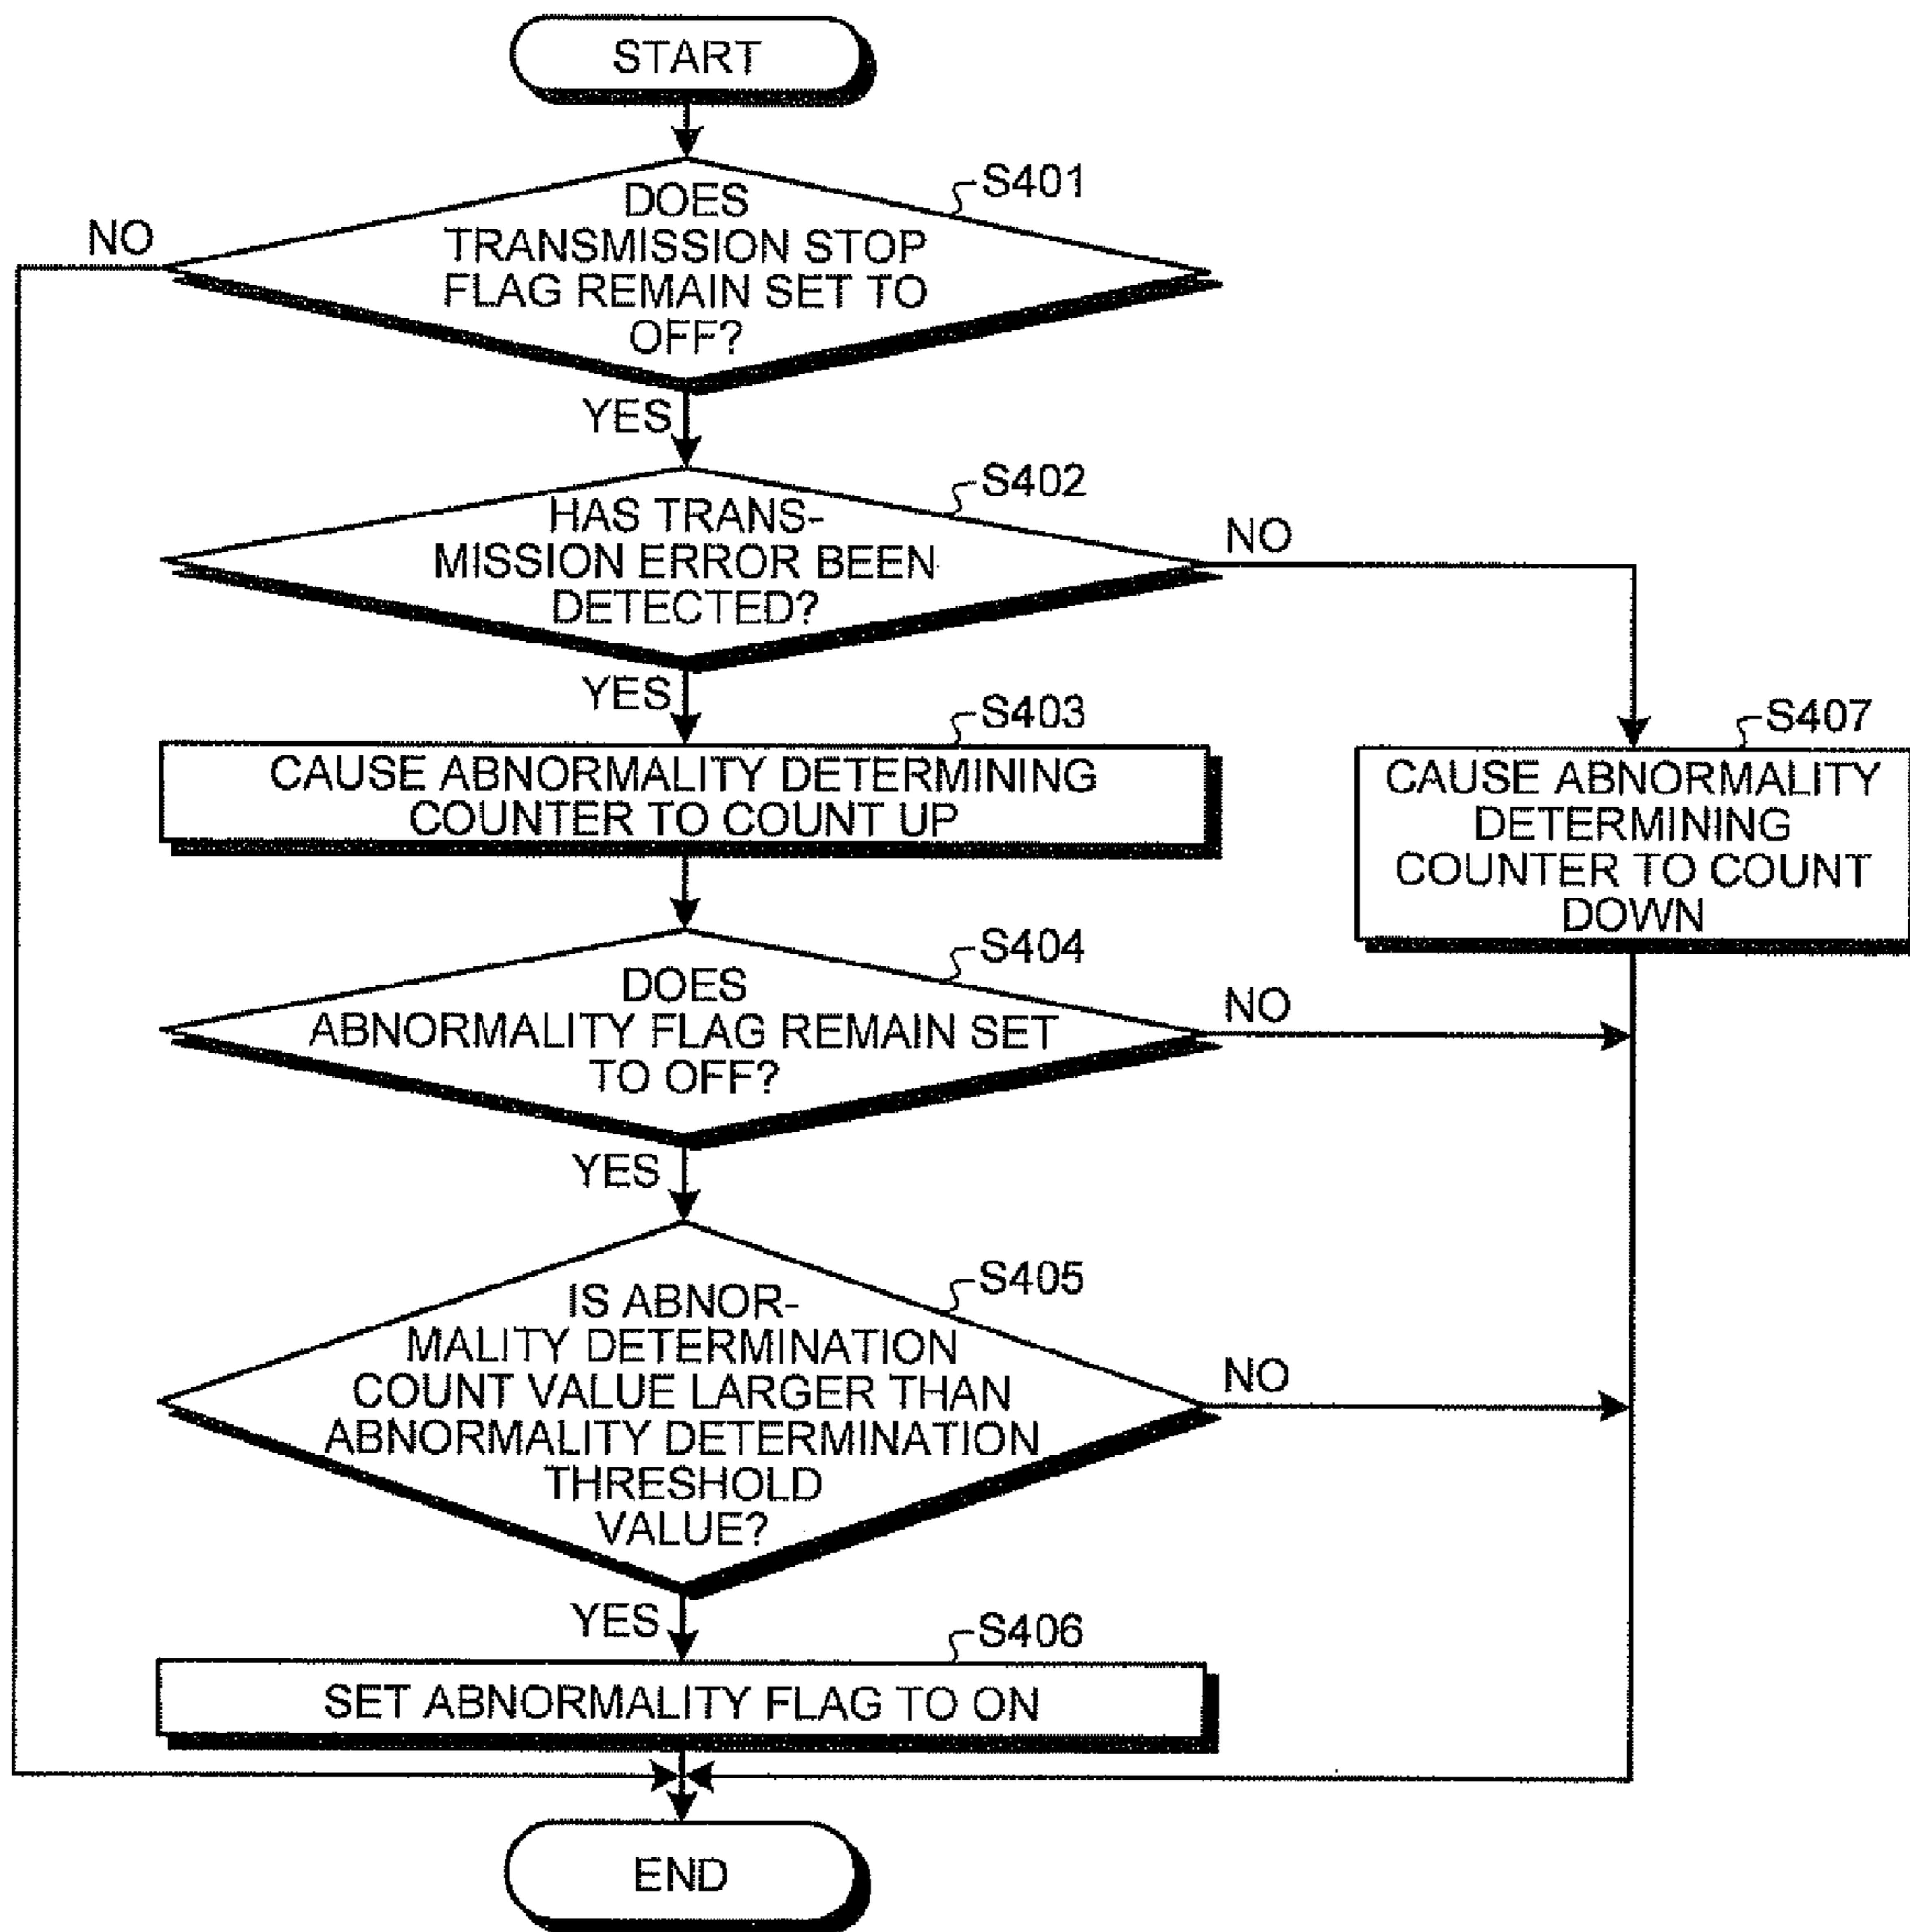 START
S401
DOES
TRANSMISSION STOP
FLAG REMAIN SET TO
OFF?
NO
YES
S402
HAS TRANS-
MISSION ERROR BEEN
DETECTED?
NO
YES
S403
CAUSE ABNORMALITY DETERMINING
COUNTER TO COUNT UP
S407
CAUSE ABNORMALITY
DETERMINING
COUNTER TO COUNT
DOWN
S404
DOES
ABNORMALITY FLAG REMAIN SET
TO OFF?
NO
YES
S405
IS ABNOR-
MALITY DETERMINATION
COUNT VALUE LARGER THAN
ABNORMALITY DETERMINATION
THRESHOLD
VALUE?
NO
YES
S406
SET ABNORMALITY FLAG TO ON
END